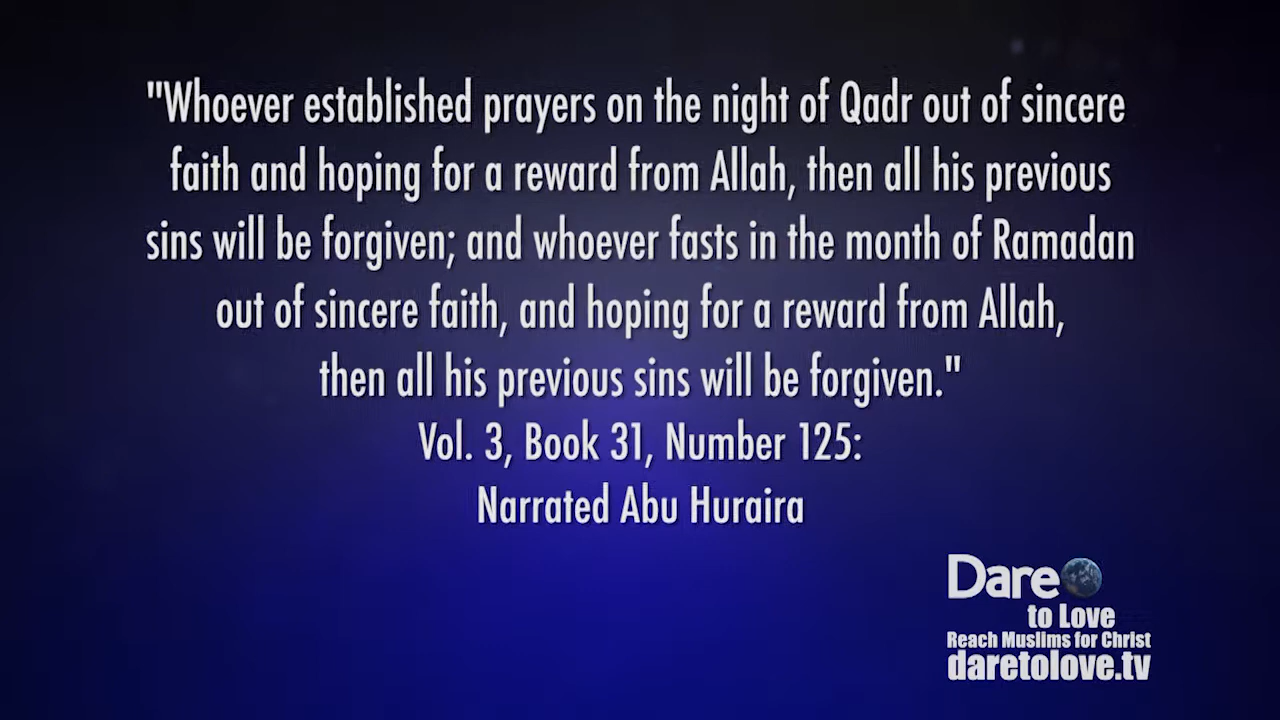 "Whoever established prayers on the night of Qadr out of sincere
faith and hoping for a reward from Allah, then all his previous
sins will be forgiven; and whoever fasts in the month of Ramadan
out of sincere faith, and hoping for a reward from Allah,
then all his previous sins will be forgiven."
Vol. 3, Book 31, Number 125:
Narrated Abu Huraira
Dare
to Love
Reach Muslims for Christ
daretolove.tv